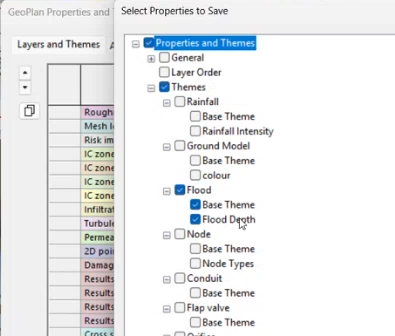 GeoPlan Properties and
Select Properties to Save
Layers and Themes
Properties and Themes
General
Layer Order
Themes
Rainfall
Base Theme
Rainfall Intensity
Ground Model
Base Theme
colour
Flood
Base Theme
Flood Depth
Node
Base Theme
Node Types
Conduit
Base Theme
Flap valve
Base Theme
Rough
Mesh
Risk im
IC zone
IC zone
IC zone
IC zone
Infiltrat
Turbule
Permea
2D poi
Damag
Results
Results
Results
Results
Cross s